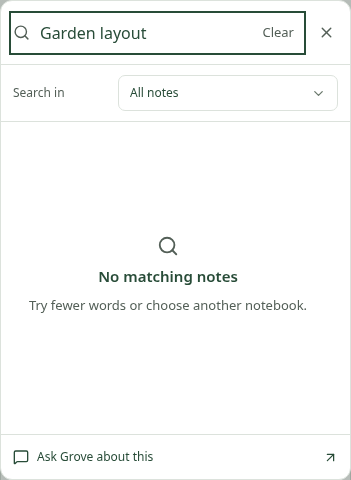 Garden layout
Clear
Search in
All notes
No matching notes
Try fewer words or choose another notebook.
Ask Grove about this